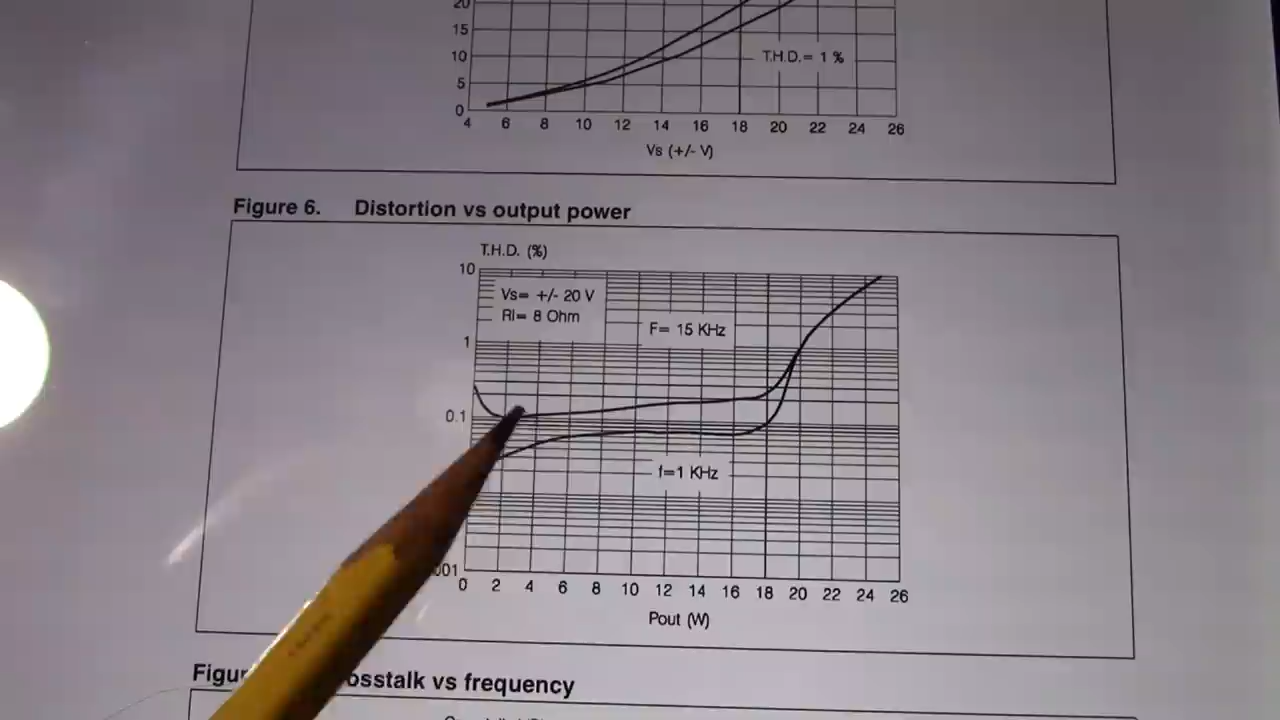 20
15
10
5
0
T.H.D.= 1 %
4 6 8 10 12 14 16 18 20 22 24 26
Vs (+/- V)
Figure 6. Distortion vs output power
T.H.D. (%)
10
Vs= +/- 20 V
Rl= 8 Ohm
F= 15 KHz
1
0.1
f=1 KHz
001
0 2 4 6 8 10 12 14 16 18 20 22 24 26
Pout (W)
Figu osstalk vs frequency